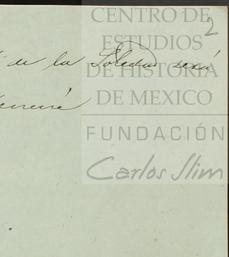 2
CENTRO DE
ESTUDIOS
de la Soledad
DE HISTORIA
DE MEXICO
FUNDACIÓN
Carlos Slim